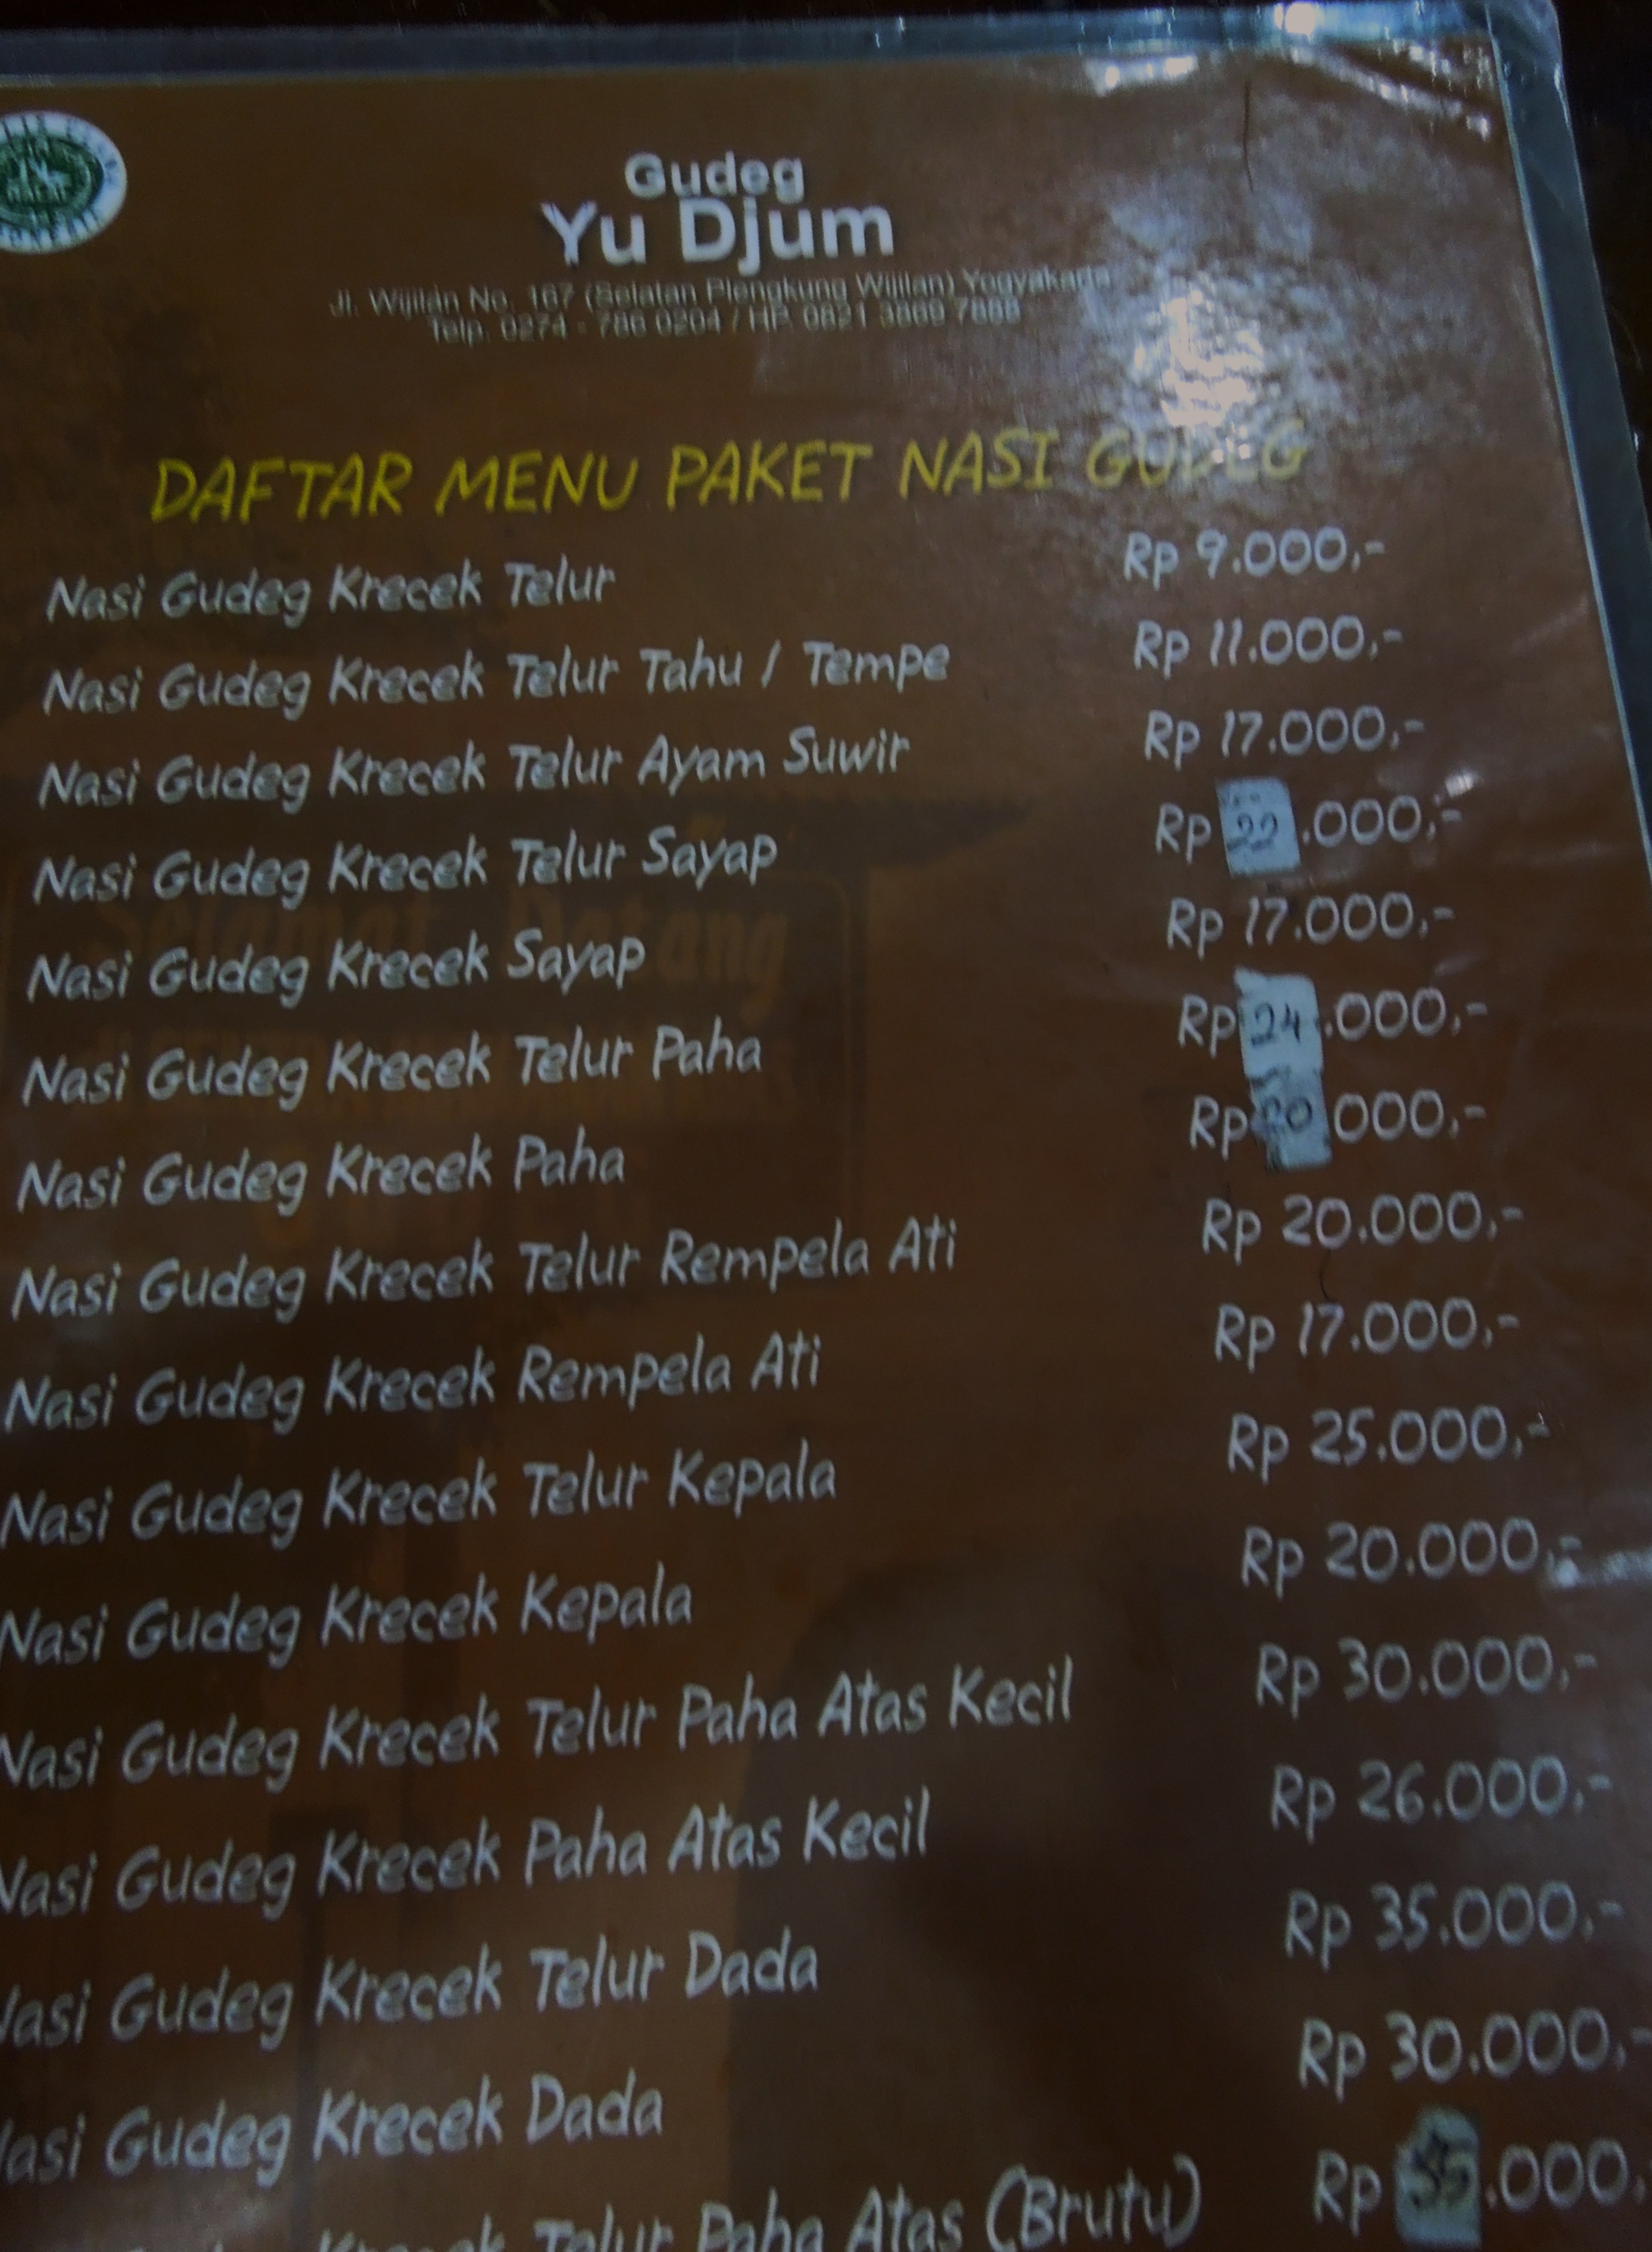 Gudeg
Yu Djum
Jl. Wijilan No. 167 (Selatan Plengkung Wijilan) Yogyakarta
Telp. 0274 - 786 0204 / HP. 0821 3869 7888
DAFTAR MENU PAKET NASI GUDEG
Nasi Gudeg Krecek Telur Rp 9.000,-
Nasi Gudeg Krecek Telur Tahu / Tempe Rp 11.000,-
Nasi Gudeg Krecek Telur Ayam Suwir Rp 17.000,-
Nasi Gudeg Krecek Telur Sayap Rp 22.000,-
Nasi Gudeg Krecek Sayap Rp 17.000,-
Nasi Gudeg Krecek Telur Paha Rp 24.000,-
Nasi Gudeg Krecek Paha Rp 20.000,-
Nasi Gudeg Krecek Telur Rempela Ati Rp 20.000,-
Nasi Gudeg Krecek Rempela Ati Rp 17.000,-
Nasi Gudeg Krecek Telur Kepala Rp 25.000,-
Nasi Gudeg Krecek Kepala Rp 20.000,-
Nasi Gudeg Krecek Telur Paha Atas Kecil Rp 30.000,-
Nasi Gudeg Krecek Paha Atas Kecil Rp 26.000,-
Nasi Gudeg Krecek Telur Dada Rp 35.000,-
Nasi Gudeg Krecek Dada Rp 30.000,-
Krecek Telur Paha Atas (Brutu) Rp 35.000,